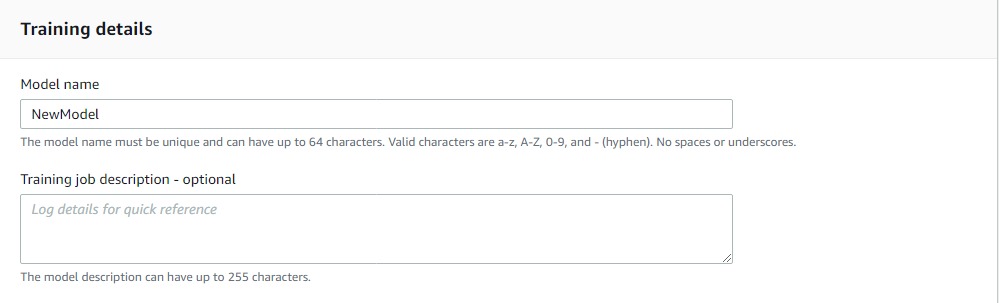 Training details
Model name
NewModel
The model name must be unique and can have up to 64 characters. Valid characters are a-z, A-Z, 0-9, and - (hyphen). No spaces or underscores.
Training job description - optional
Log details for quick reference
The model description can have up to 255 characters.